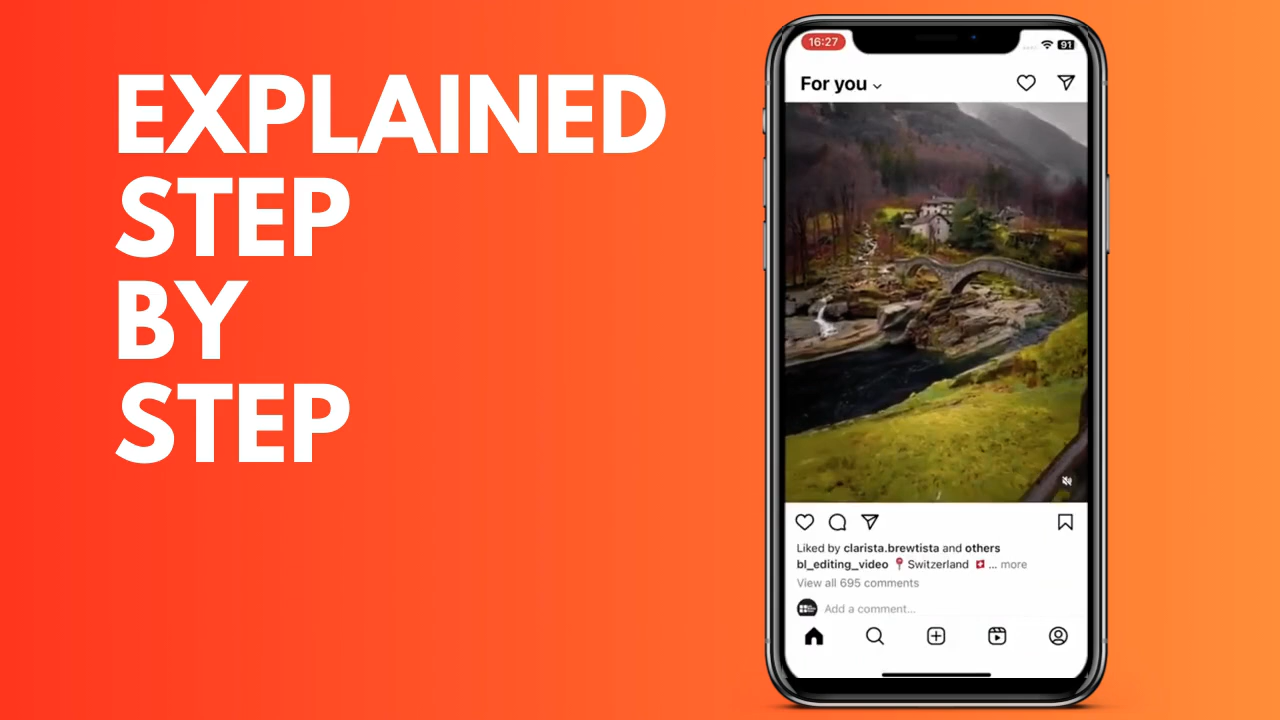 EXPLAINED
STEP
BY
STEP
16:27
91
For you
Liked by clarista.brewtista and others
bl_editing_video 📍 Switzerland 🇨🇭 ... more
View all 695 comments
Add a comment...